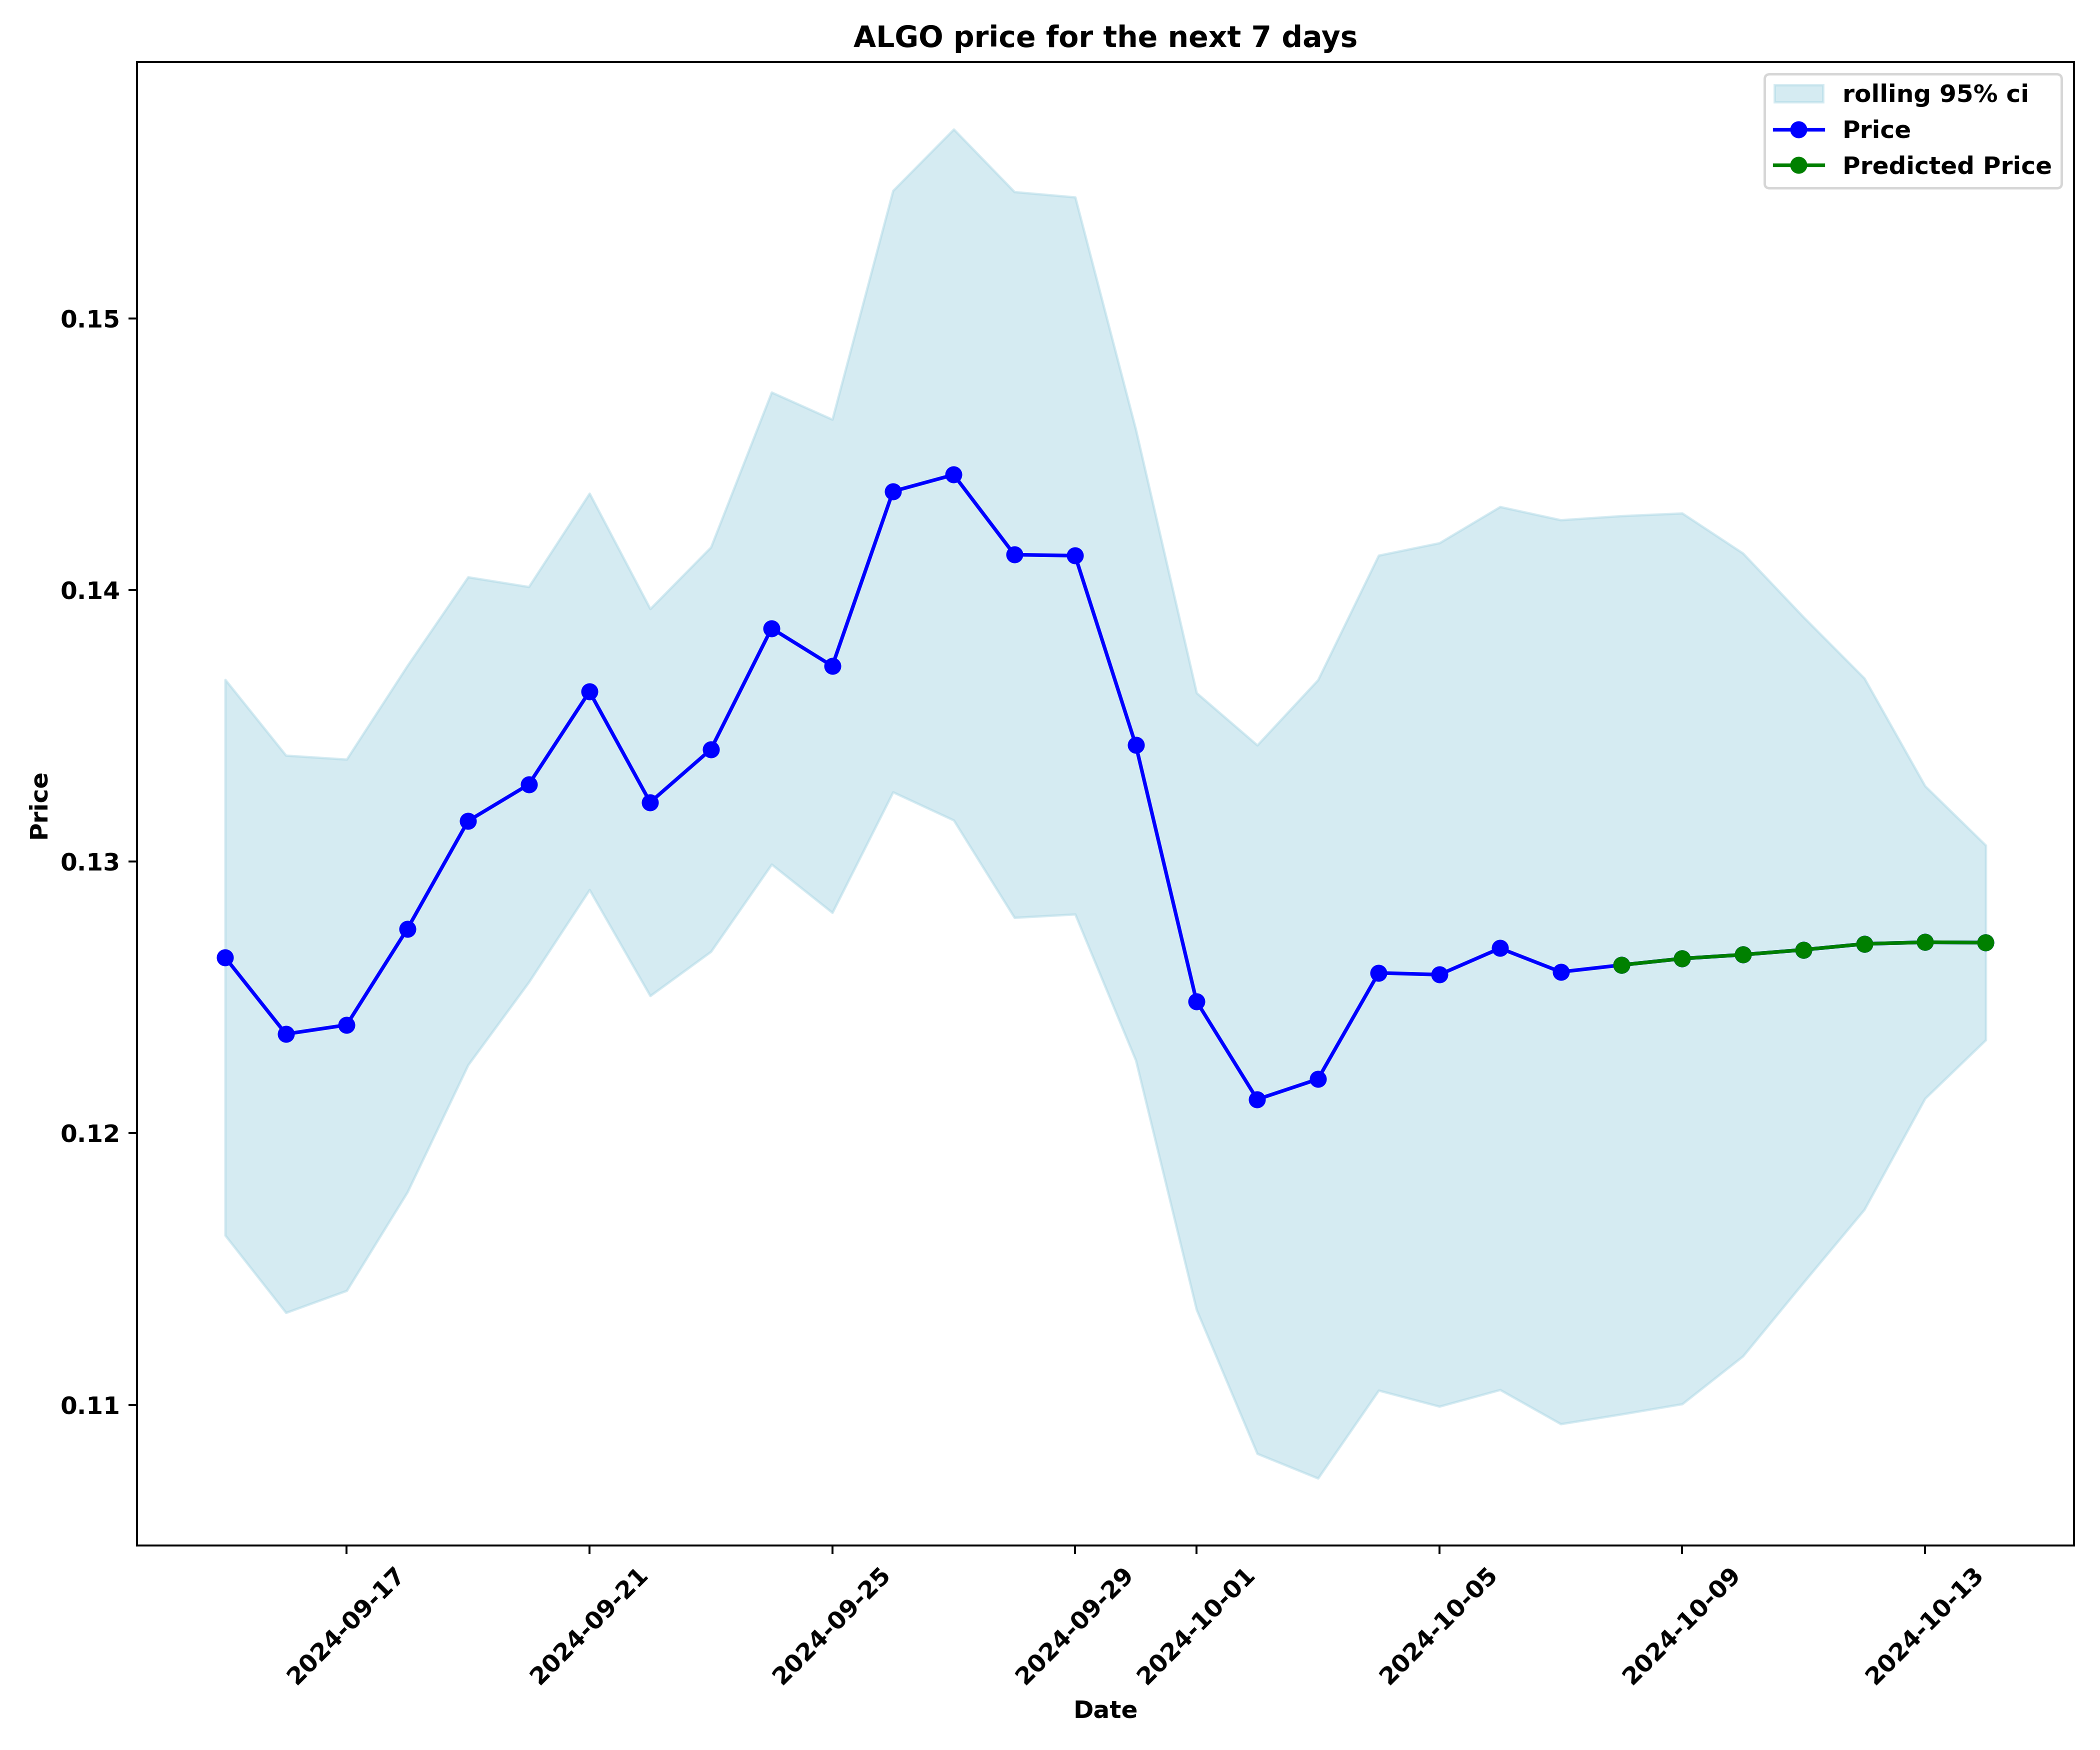 ALGO price for the next 7 days
rolling 95% ci
Price
Predicted Price
0.15
0.14
0.13
0.12
0.11
Price
2024-09-17
2024-09-21
2024-09-25
2024-09-29
2024-10-01
2024-10-05
2024-10-09
2024-10-13
Date